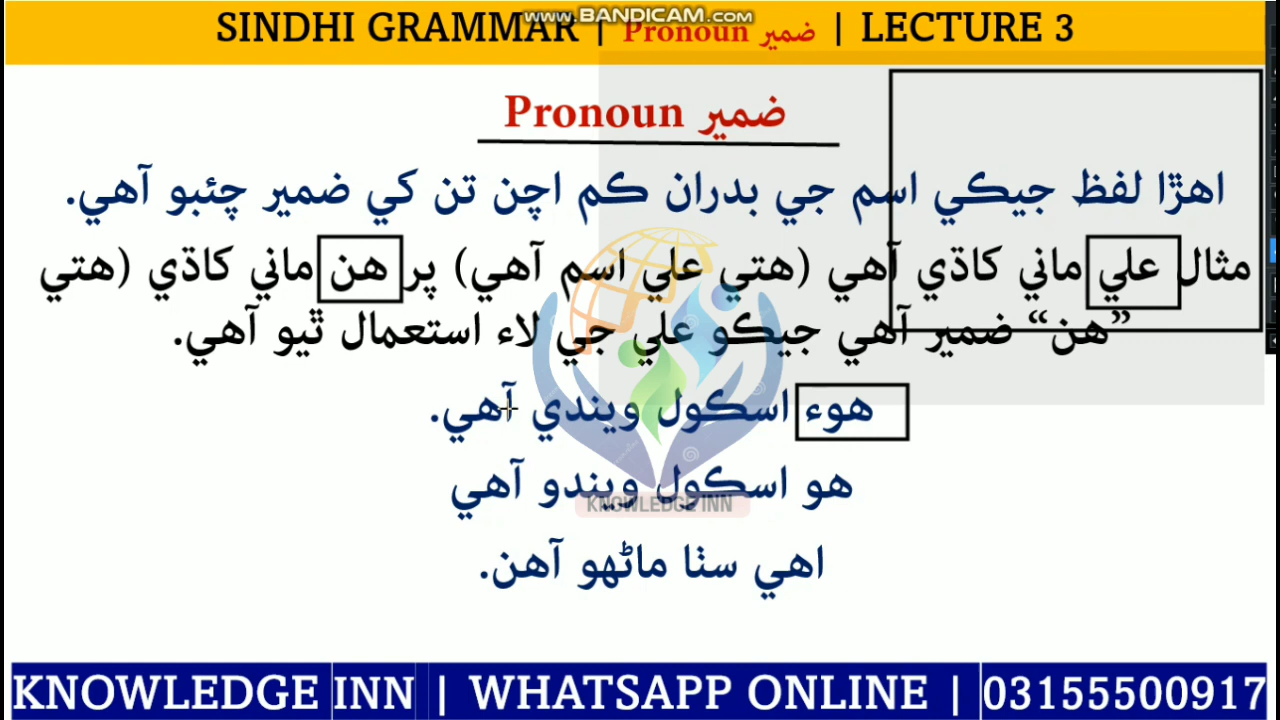 www.BANDICAM.com
SINDHI GRAMMAR | Pronoun ضمير | LECTURE 3
ضمير Pronoun
اهڙا لفظ جيڪي اسم جي بدران ڪم اچن تن کي ضمير چئبو آهي.
مثال علي ماني کاڌي آهي (هتي علي اسم آهي) پر هن ماني کاڌي (هتي
”هن“ ضمير آهي جيڪو علي جي لاءِ استعمال ٿيو آهي.
هوءَ اسڪول ويندي آهي.
هو اسڪول ويندو آهي
KNOWLEDGE INN
اهي سٺا ماڻهو آهن.
KNOWLEDGE INN | WHATSAPP ONLINE | 03155500917